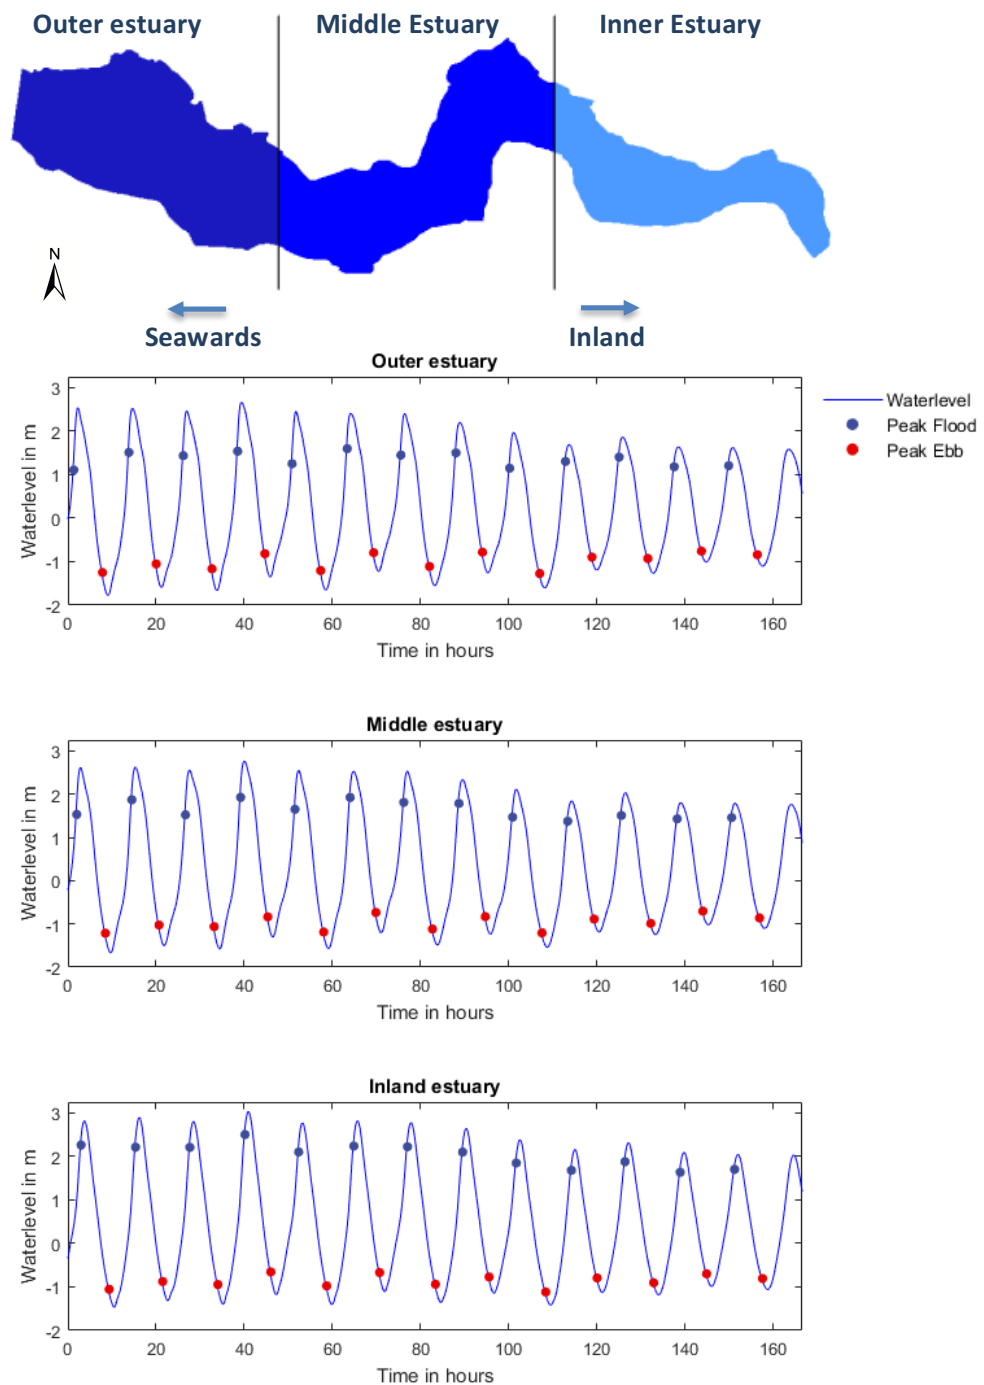 Outer estuary Middle Estuary Inner Estuary
N
Seawards Inland
Outer estuary
Waterlevel
Peak Flood
Peak Ebb
Waterlevel in m
3
2
1
0
-1
-2
0 20 40 60 80 100 120 140 160
Time in hours
Middle estuary
Waterlevel in m
3
2
1
0
-1
-2
0 20 40 60 80 100 120 140 160
Time in hours
Inland estuary
Waterlevel in m
3
2
1
0
-1
-2
0 20 40 60 80 100 120 140 160
Time in hours